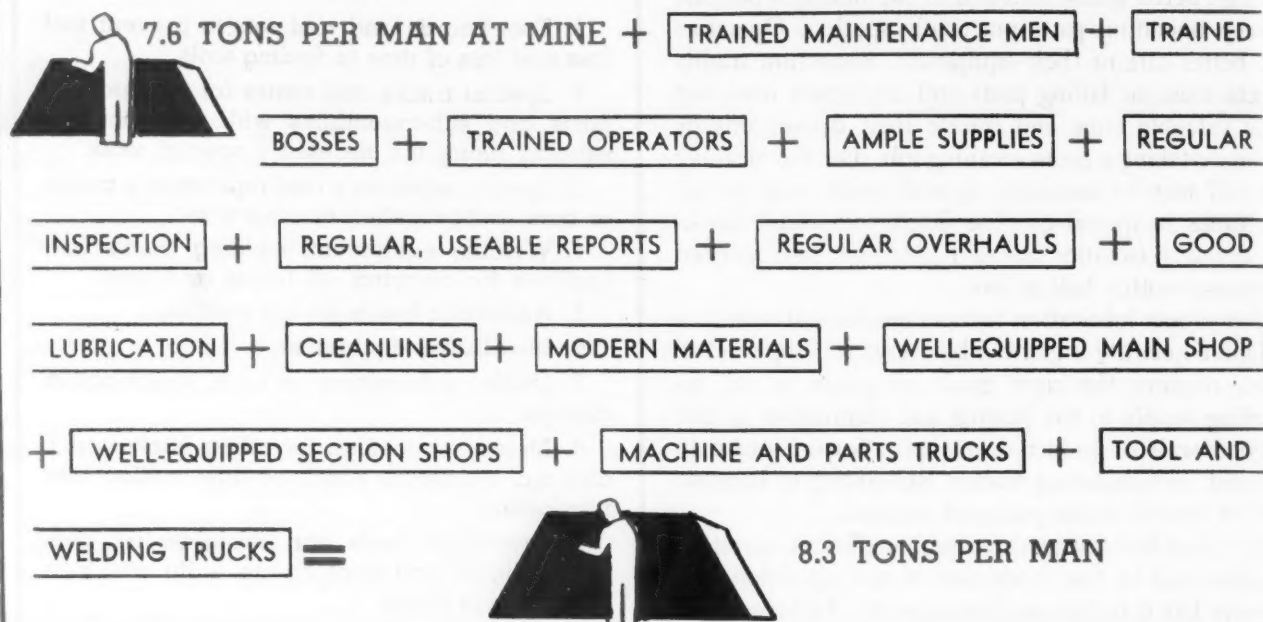 7.6 TONS PER MAN AT MINE + TRAINED MAINTENANCE MEN + TRAINED
BOSSES + TRAINED OPERATORS + AMPLE SUPPLIES + REGULAR
INSPECTION + REGULAR, USEABLE REPORTS + REGULAR OVERHAULS + GOOD
LUBRICATION + CLEANLINESS + MODERN MATERIALS + WELL-EQUIPPED MAIN SHOP
+ WELL-EQUIPPED SECTION SHOPS + MACHINE AND PARTS TRUCKS + TOOL AND
WELDING TRUCKS = 8.3 TONS PER MAN